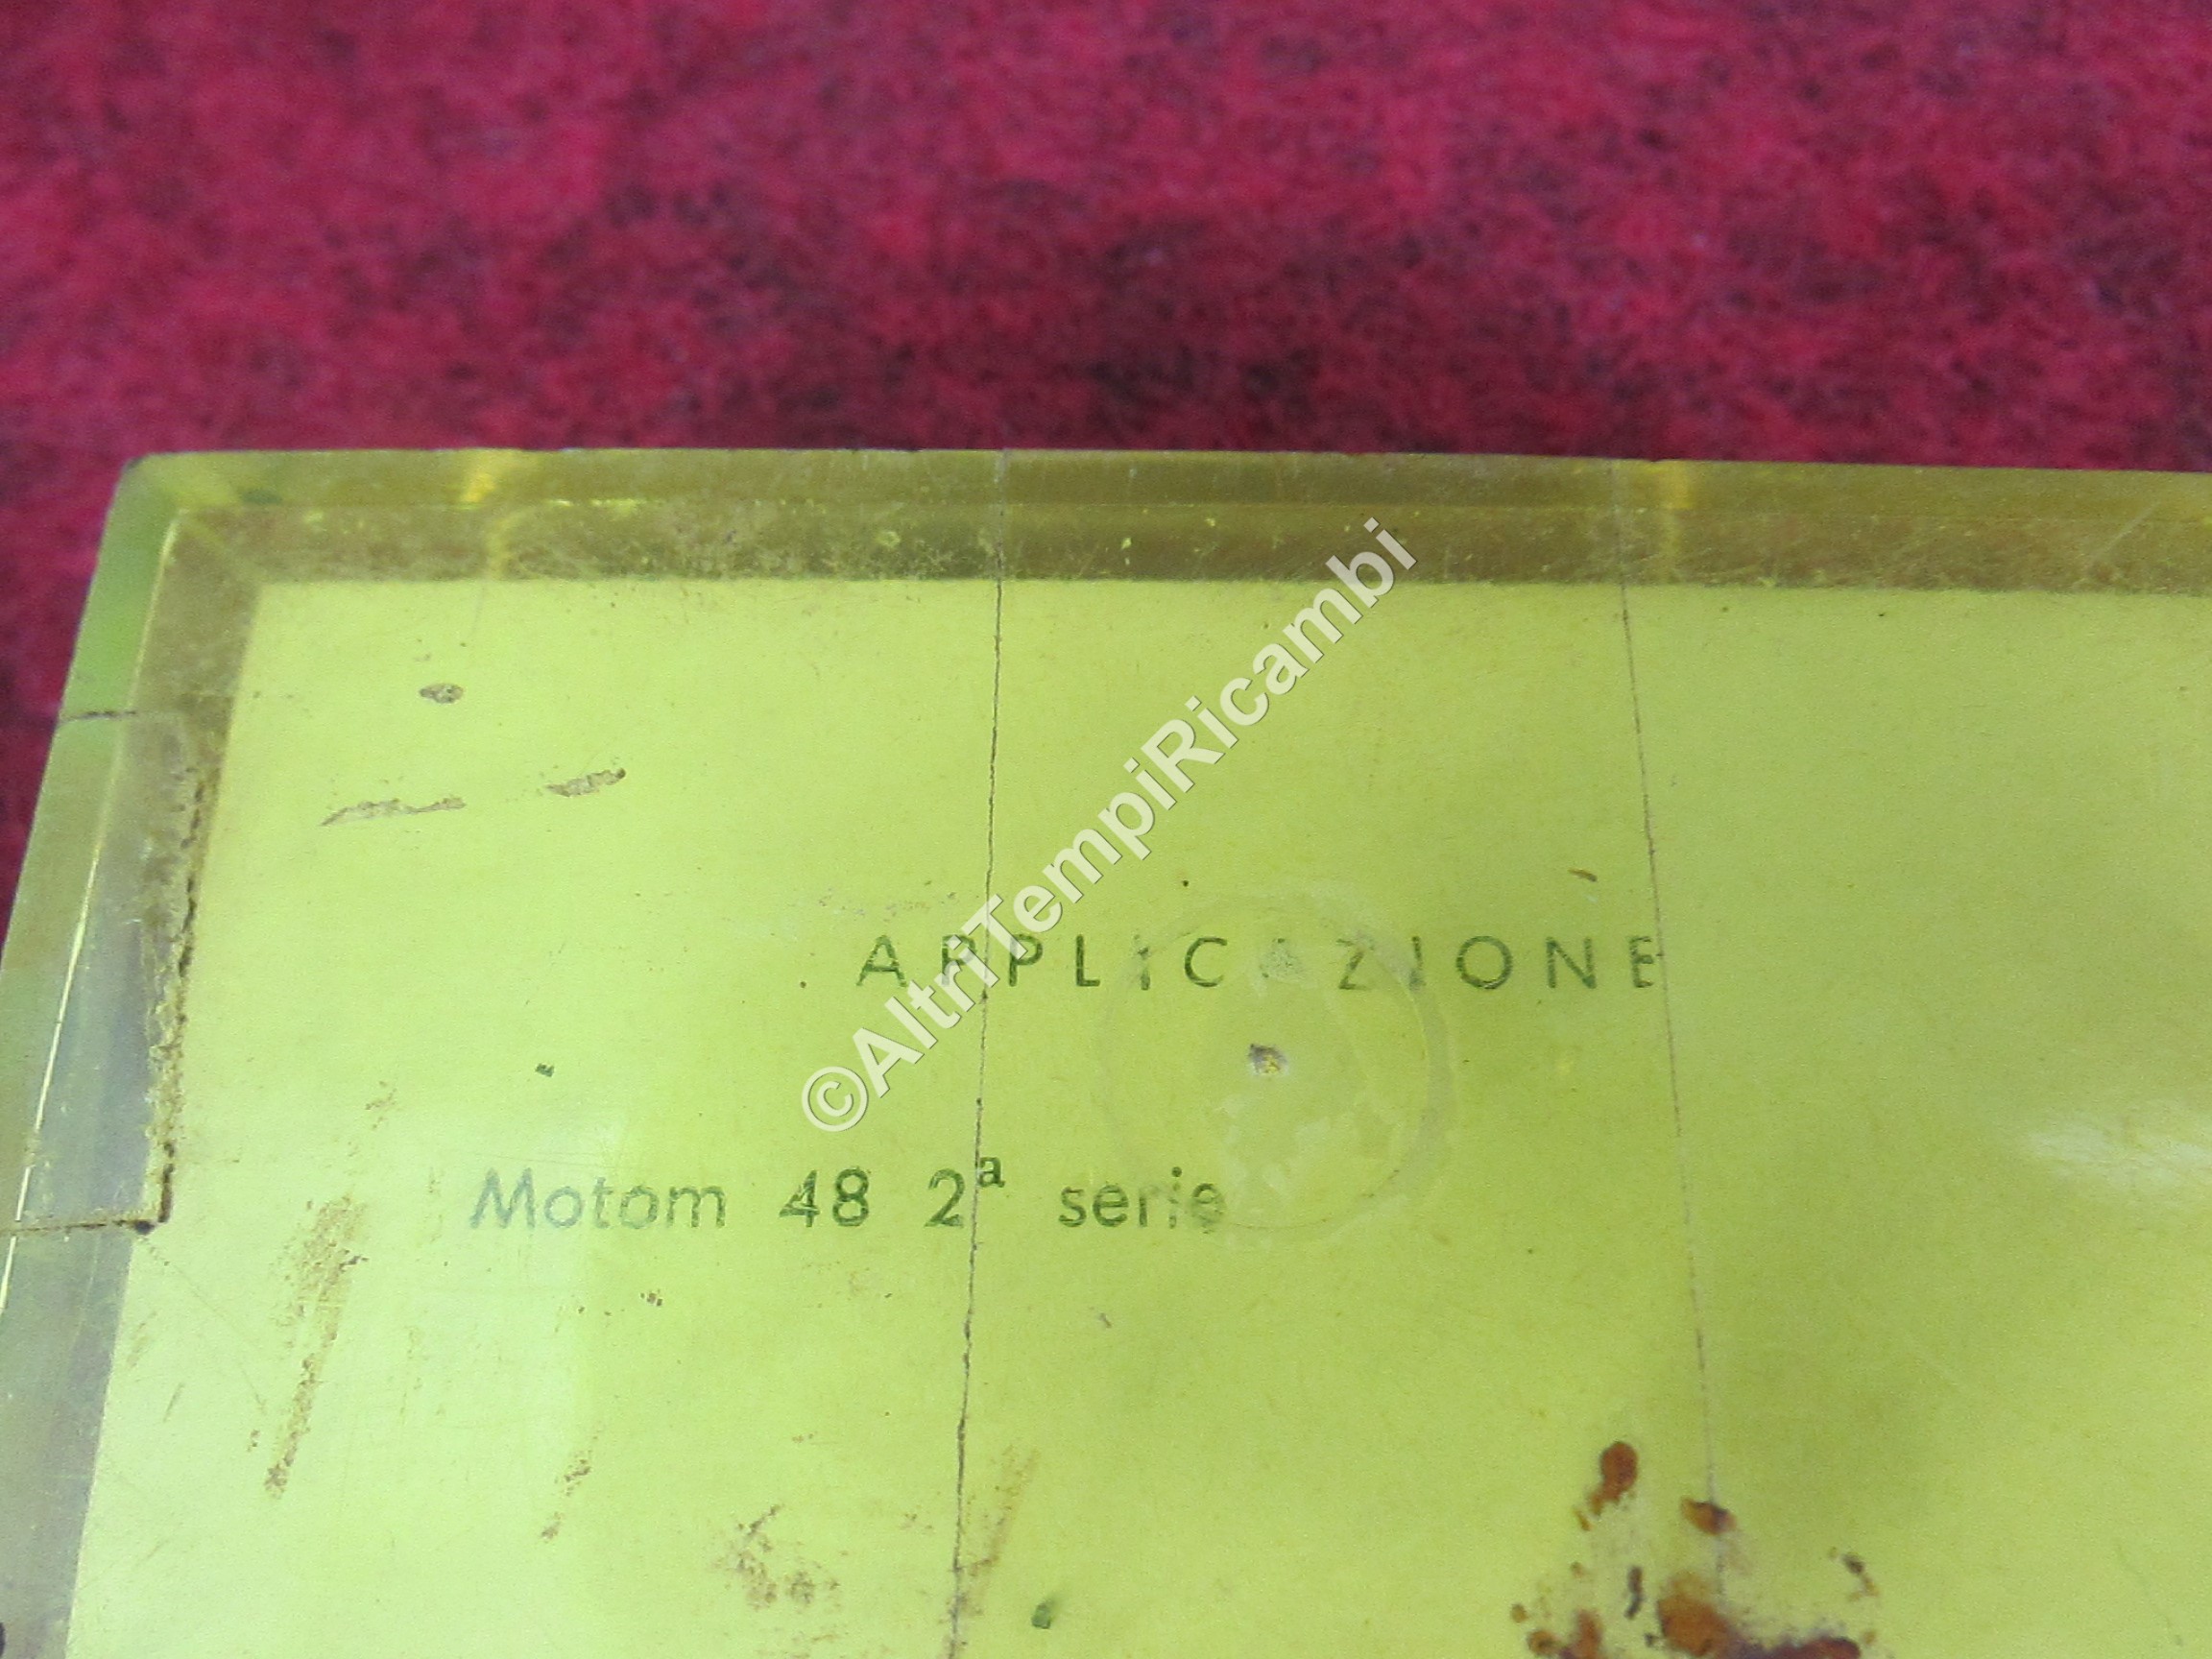 APPLICAZIONE
Motom 48 2ª serie
©AltriTempiRicambi